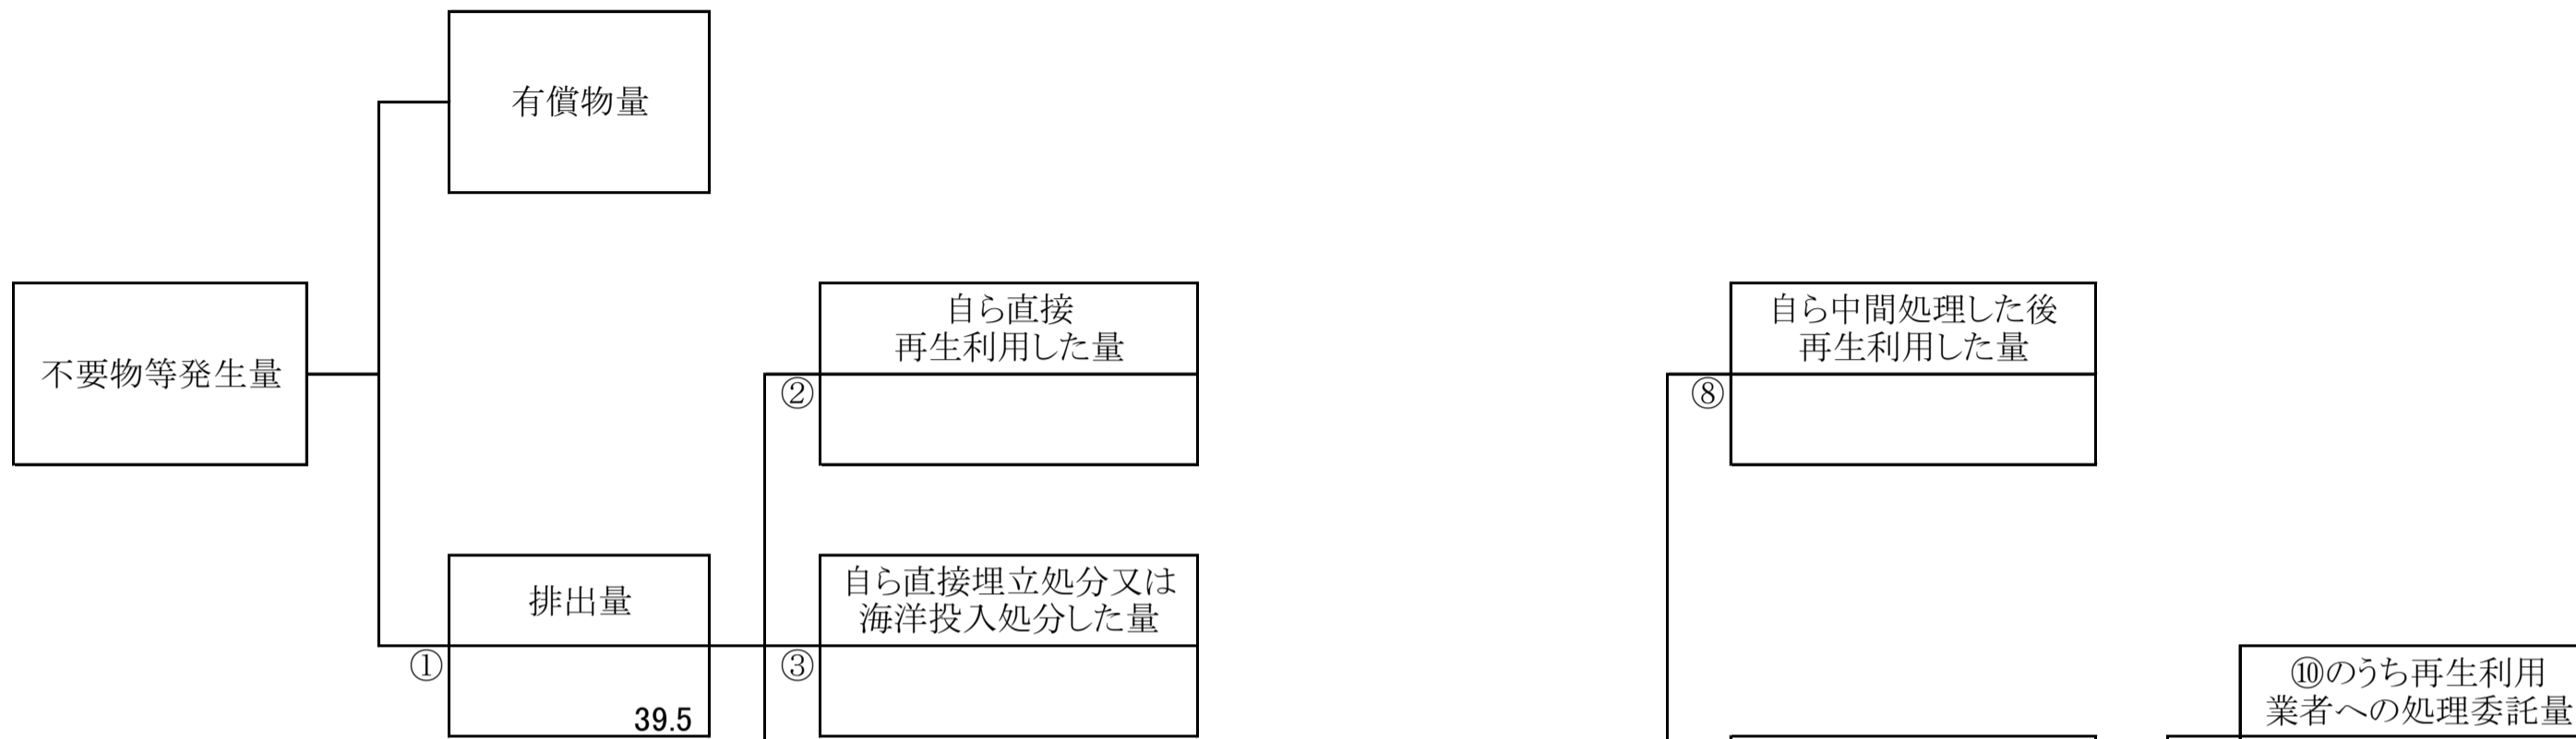 有償物量
不要物等発生量
自ら直接
再生利用した量
②
自ら中間処理した後
再生利用した量
⑧
排出量
①
39.5
自ら直接埋立処分又は
海洋投入処分した量
③
⑩のうち再生利用
業者への処理委託量